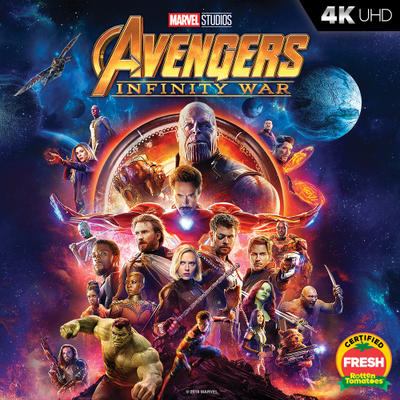 MARVEL STUDIOS
4K UHD
AVENGERS
INFINITY WAR
CERTIFIED
FRESH
Rotten
Tomatoes
© 2018 MARVEL